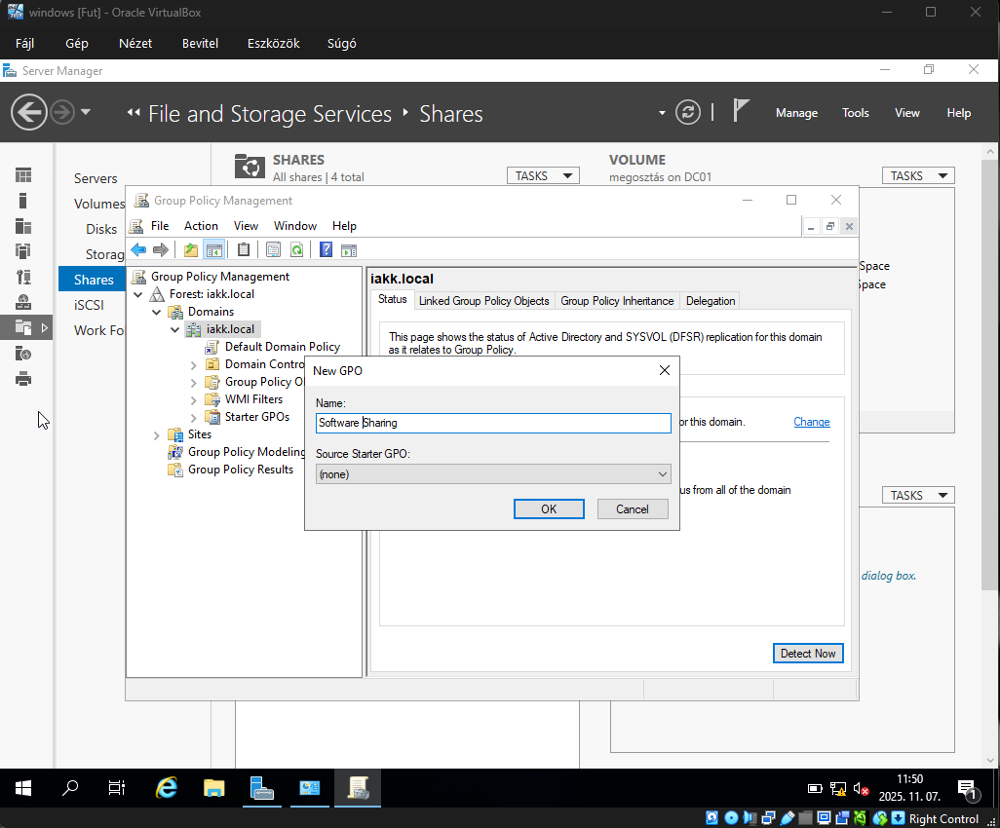 windows [Fut] - Oracle VirtualBox
Fájl Gép Nézet Bevitel Eszközök Súgó
Server Manager
File and Storage Services Shares
Manage Tools View Help
Servers
Volumes
Disks
Storag
Shares
iSCSI
Work Fo
SHARES
All shares | 4 total
TASKS
VOLUME
megosztás on DC01
TASKS
Space
Space
TASKS
dialog box.
Group Policy Management
File Action View Window Help
Group Policy Management
Forest: iakk.local
Domains
iakk.local
Default Domain Policy
Domain Contro
Group Policy O
WMI Filters
Starter GPOs
Sites
Group Policy Modeling
Group Policy Results
iakk.local
Status Linked Group Policy Objects Group Policy Inheritance Delegation
This page shows the status of Active Directory and SYSVOL (DFSR) replication for this domain
as it relates to Group Policy.
or this domain. Change
us from all of the domain
Detect Now
New GPO
Name:
Software Sharing
Source Starter GPO:
(none)
OK Cancel
11:50
2025. 11. 07.
1
Right Control